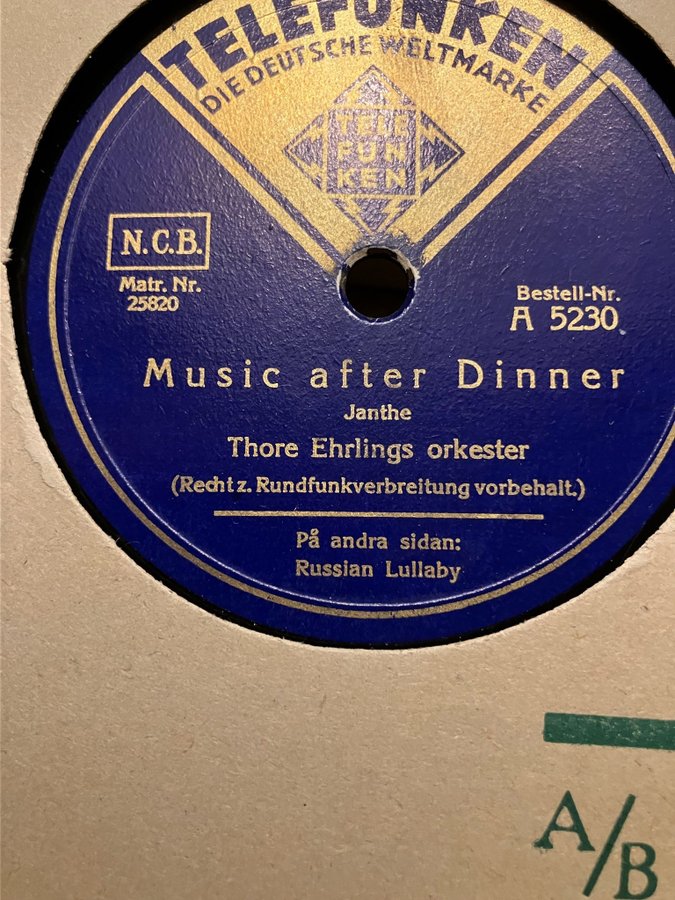 TELEFUNKEN
DIE DEUTSCHE WELTMARKE
TELE
FUN
KEN
N.C.B.
Matr. Nr.
25820
Bestell-Nr.
A 5230
Music after Dinner
Janthe
Thore Ehrlings orkester
(Recht z. Rundfunkverbreitung vorbehalt.)
På andra sidan:
Russian Lullaby
A/B